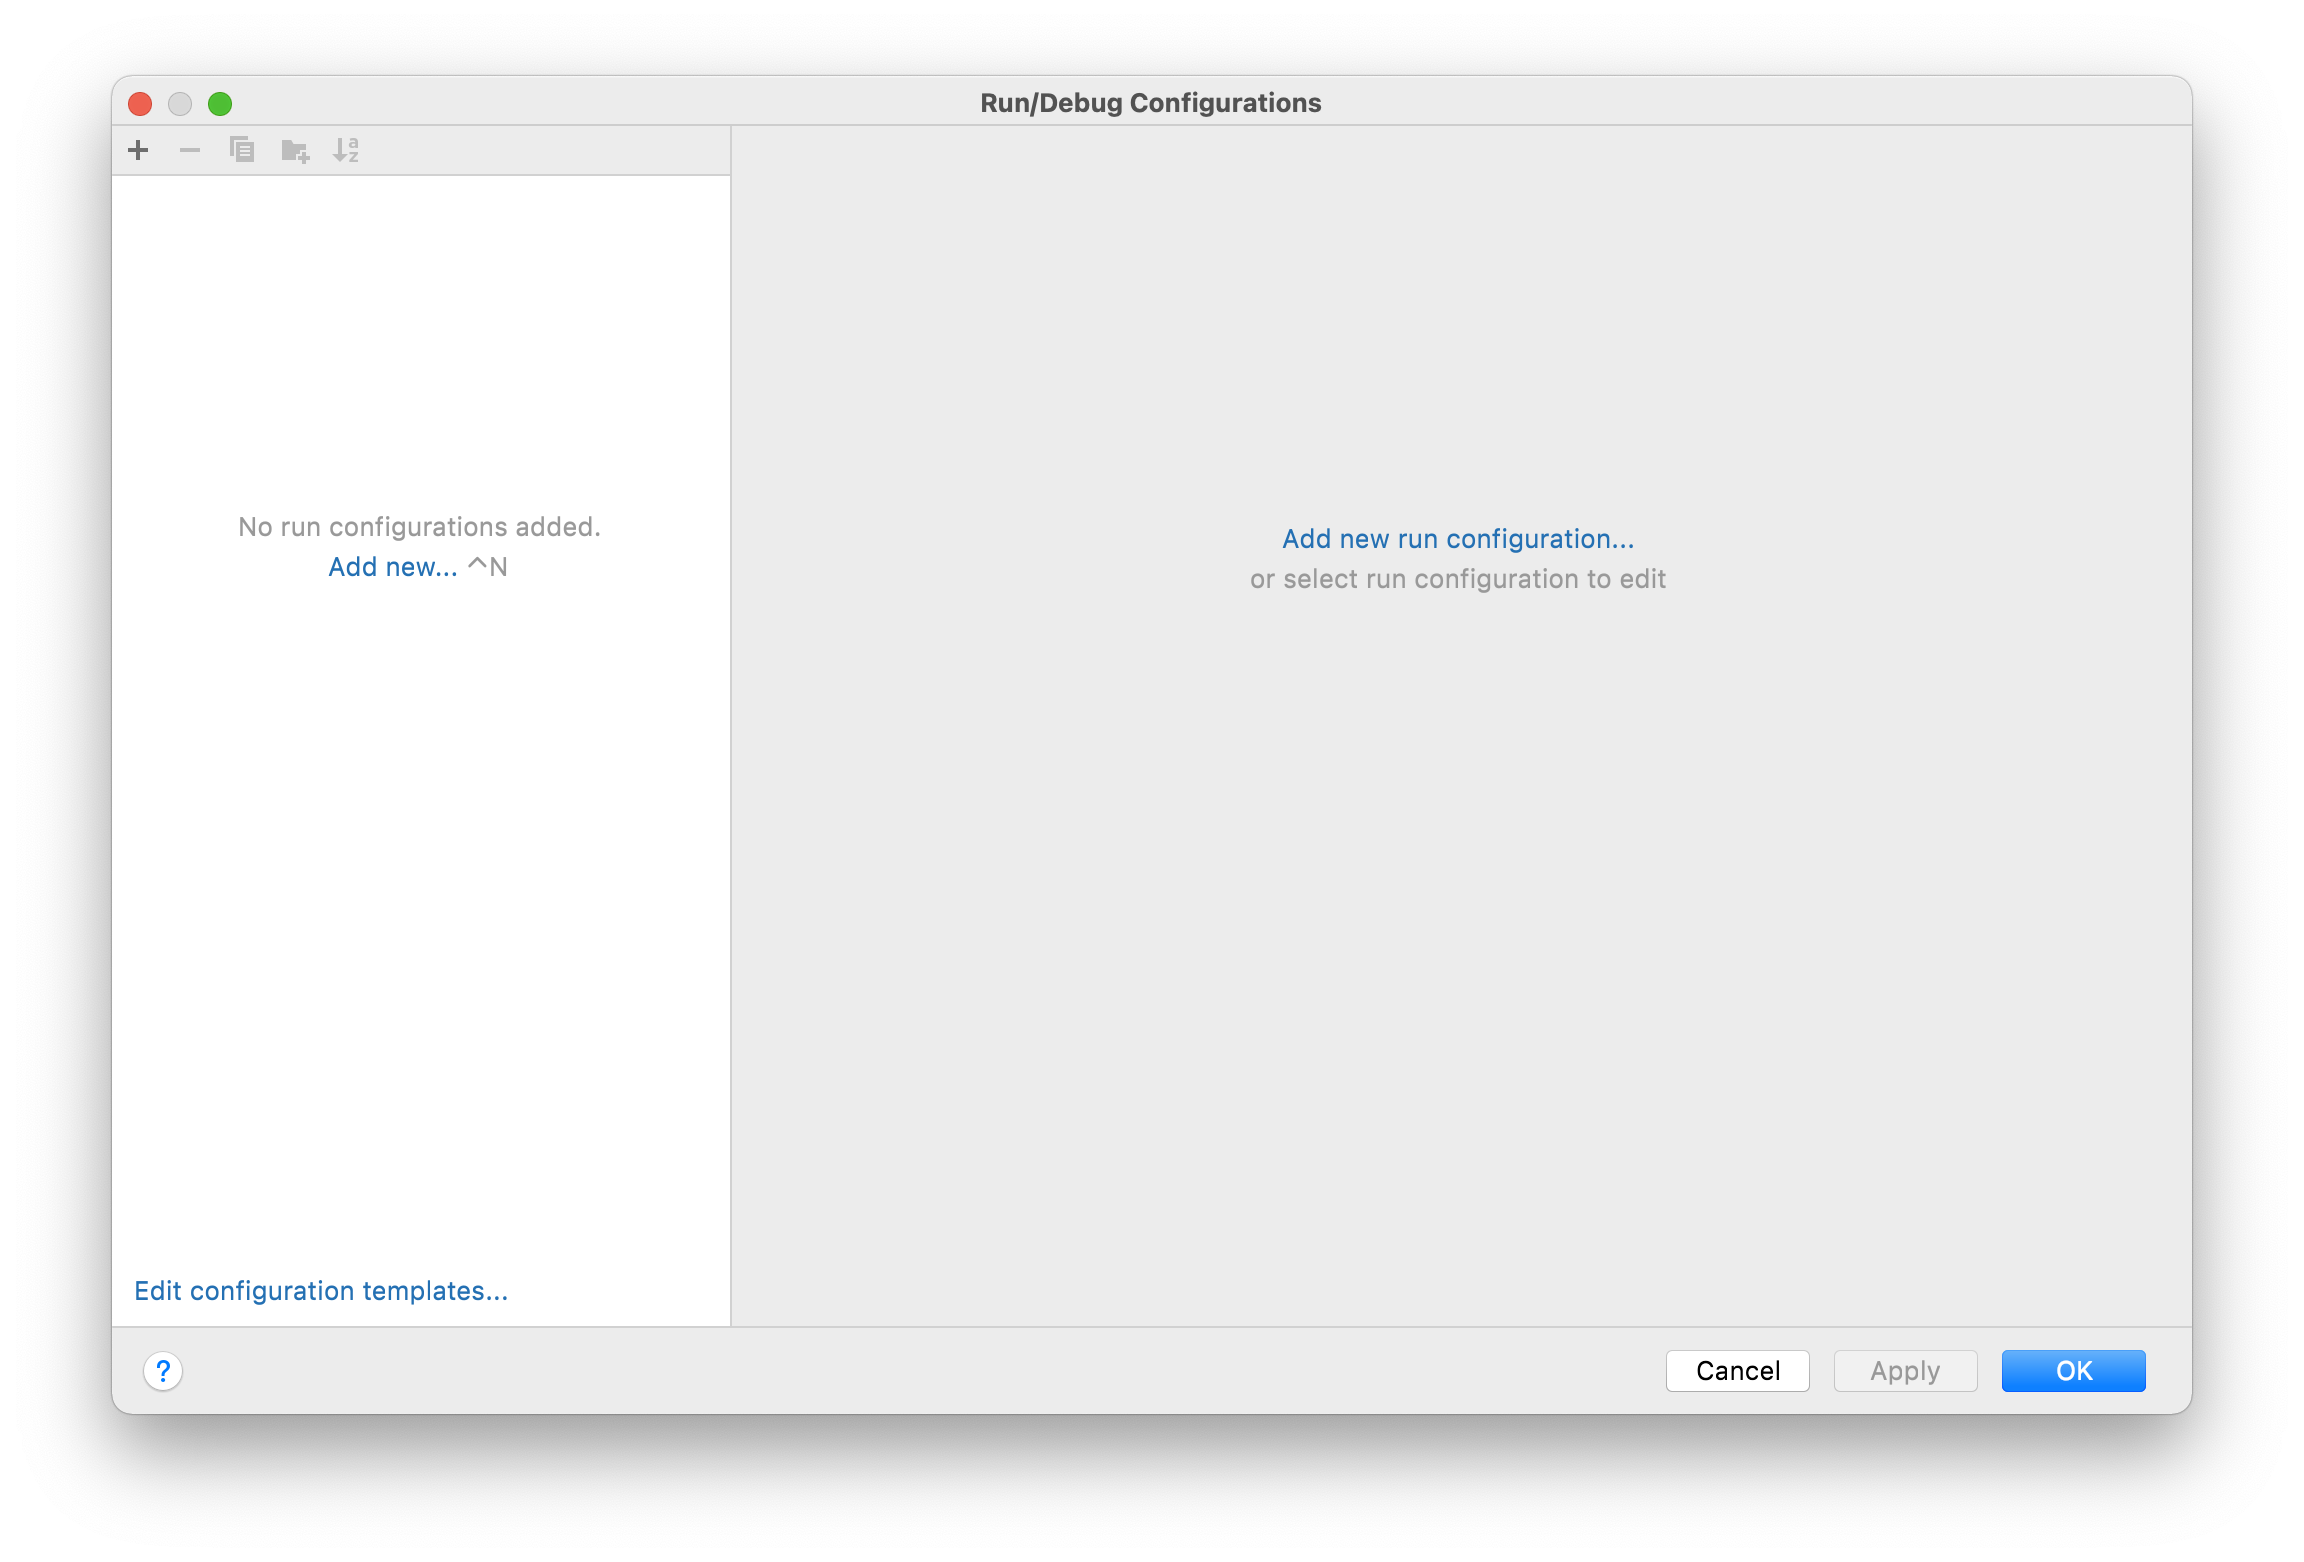 Run/Debug Configurations
No run configurations added.
Add new... ^N
Add new run configuration...
or select run configuration to edit
Edit configuration templates...
?
Cancel
Apply
OK